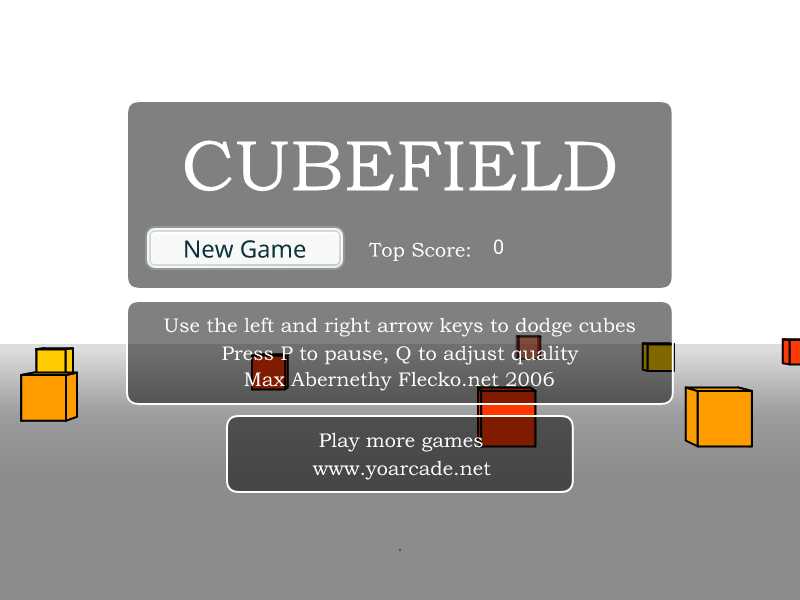 CUBEFIELD
New Game Top Score: 0
Use the left and right arrow keys to dodge cubes
Press P to pause, Q to adjust quality
Max Abernethy Flecko.net 2006
Play more games
www.yoarcade.net